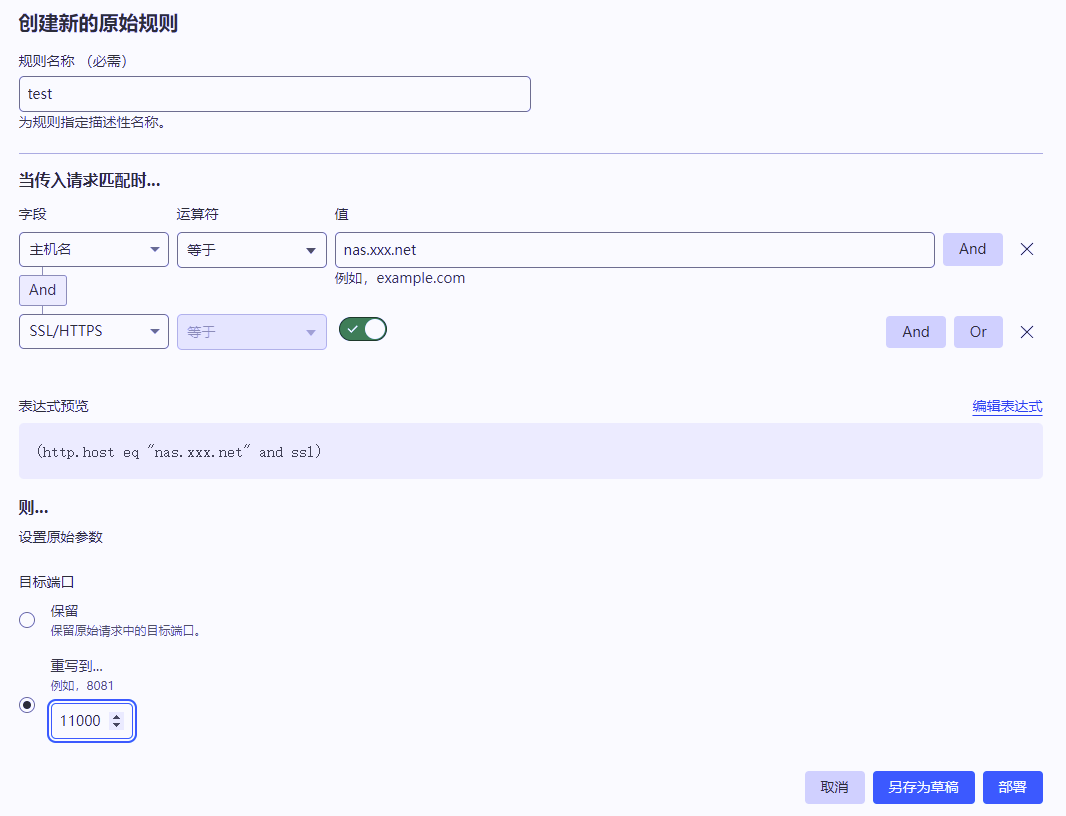 创建新的原始规则
规则名称 （必需）
test
为规则指定描述性名称。
当传入请求匹配时...
字段 运算符 值
主机名 等于 nas.xxx.net And
例如，example.com
And
SSL/HTTPS 等于 And Or
表达式预览 编辑表达式
(http.host eq "nas.xxx.net" and ssl)
则...
设置原始参数
目标端口
保留
保留原始请求中的目标端口。
重写到...
例如，8081
11000
取消 另存为草稿 部署